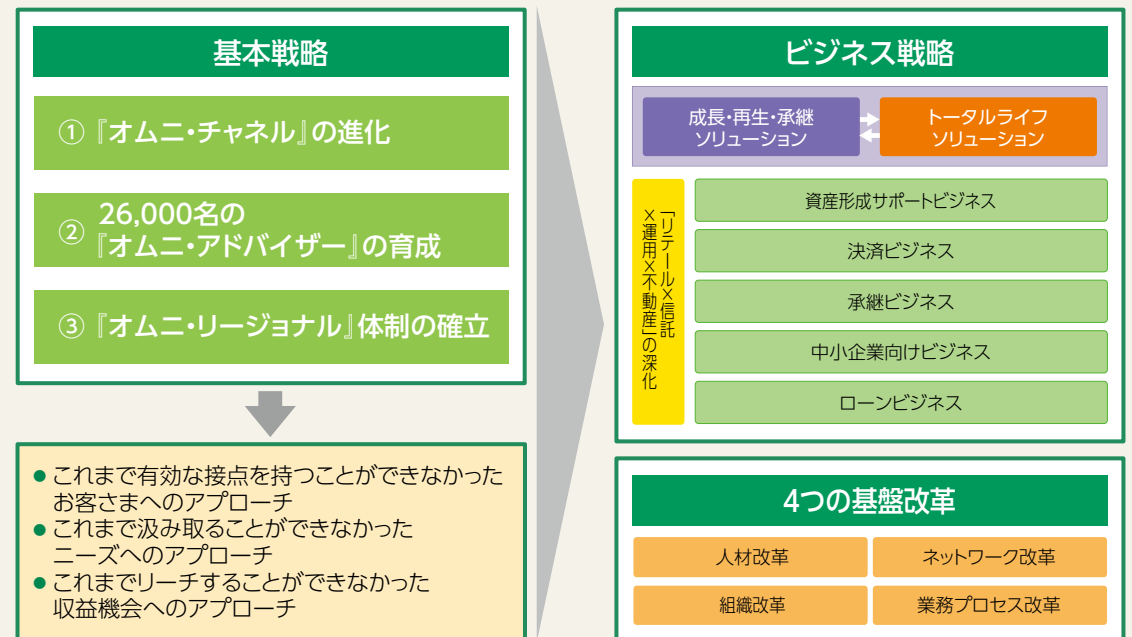 基本戦略
①『オムニ・チャネル』の進化
② 26,000名の
『オムニ・アドバイザー』の育成
③『オムニ・リージョナル』体制の確立
● これまで有効な接点を持つことができなかった
お客さまへのアプローチ
● これまで汲み取ることができなかった
ニーズへのアプローチ
● これまでリーチすることができなかった
収益機会へのアプローチ
ビジネス戦略
成長・再生・承継
ソリューション
トータルライフ
ソリューション
「リテール×信託
×運用×不動産」の深化
資産形成サポートビジネス
決済ビジネス
承継ビジネス
中小企業向けビジネス
ローンビジネス
4つの基盤改革
人材改革
ネットワーク改革
組織改革
業務プロセス改革